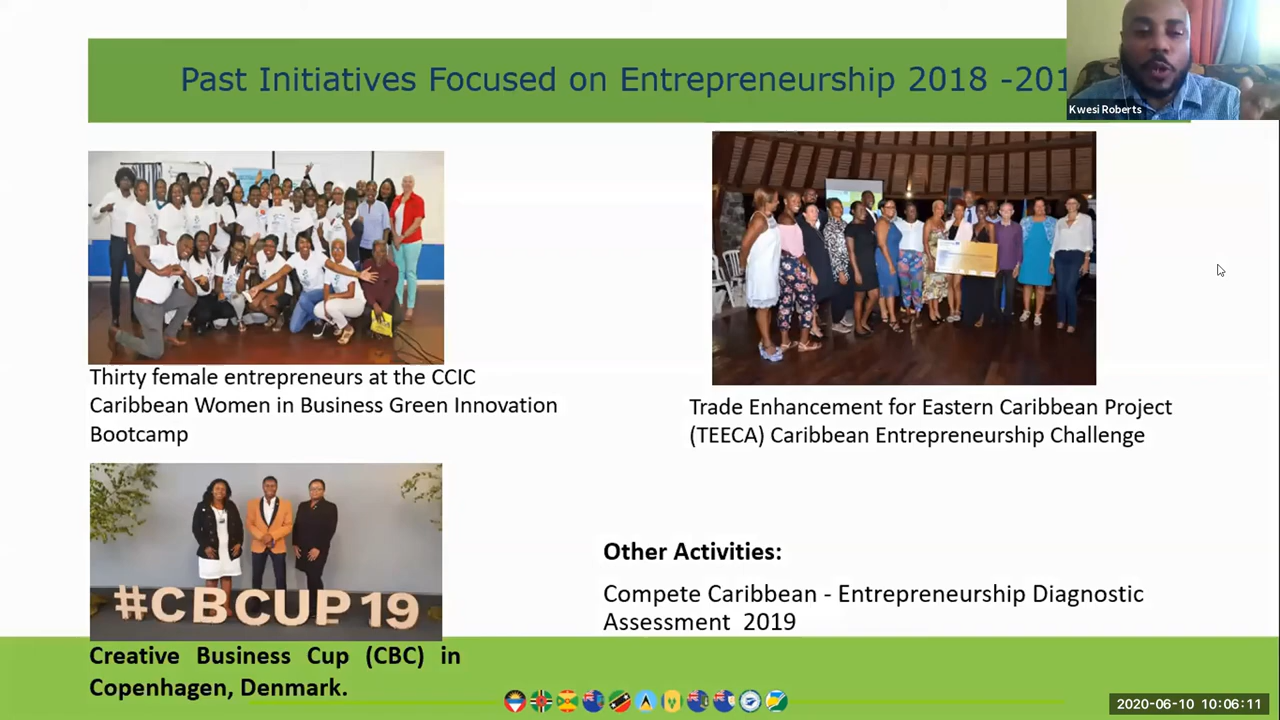 Past Initiatives Focused on Entrepreneurship 2018 -201
Kwesi Roberts
Thirty female entrepreneurs at the CCIC
Caribbean Women in Business Green Innovation
Bootcamp
Trade Enhancement for Eastern Caribbean Project
(TEECA) Caribbean Entrepreneurship Challenge
#CBCUP19
Creative Business Cup (CBC) in
Copenhagen, Denmark.
Other Activities:
Compete Caribbean - Entrepreneurship Diagnostic
Assessment 2019
2020-06-10 10:06:11